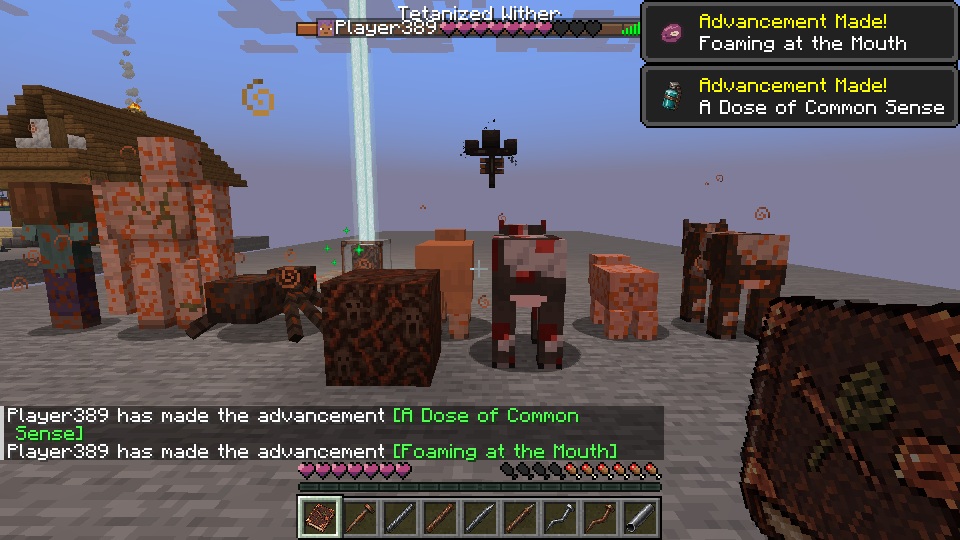 Tetanized Wither
Player389
Advancement Made!
Foaming at the Mouth
Advancement Made!
A Dose of Common Sense
Player389 has made the advancement [A Dose of Common
Sense]
Player389 has made the advancement [Foaming at the Mouth]